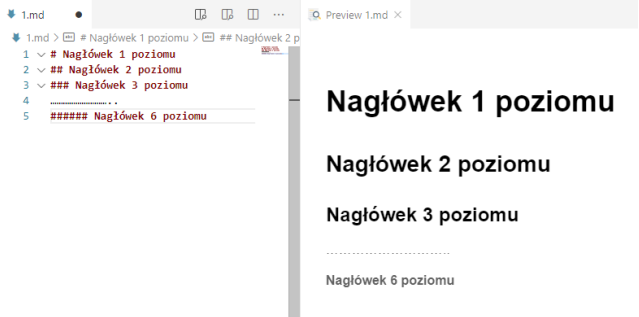 1.md
1.md > # Nagłówek 1 poziomu > ## Nagłówek 2 p
1 # Nagłówek 1 poziomu
2 ## Nagłówek 2 poziomu
3 ### Nagłówek 3 poziomu
4 ………………………..
5 ###### Nagłówek 6 poziomu
Preview 1.md
Nagłówek 1 poziomu
Nagłówek 2 poziomu
Nagłówek 3 poziomu
………………………..
Nagłówek 6 poziomu